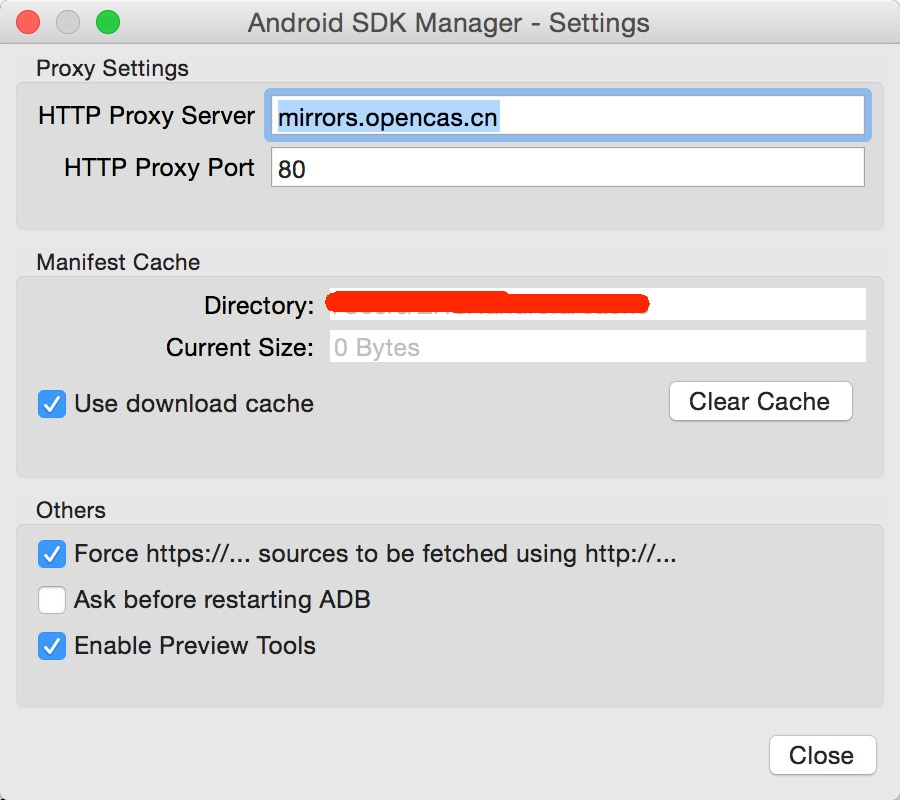 Android SDK Manager - Settings
Proxy Settings
HTTP Proxy Server mirrors.opencas.cn
HTTP Proxy Port 80
Manifest Cache
Directory:
Current Size: 0 Bytes
Use download cache Clear Cache
Others
Force https://... sources to be fetched using http://...
Ask before restarting ADB
Enable Preview Tools
Close